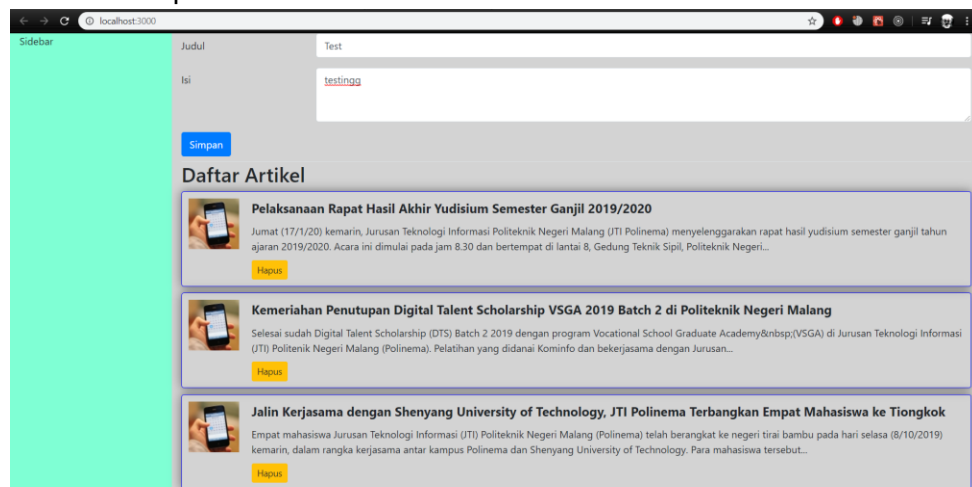 localhost:3000
Sidebar
Judul
Test
Isi
testingg
Simpan
Daftar Artikel
Pelaksanaan Rapat Hasil Akhir Yudisium Semester Ganjil 2019/2020
Jumat (17/1/20) kemarin, Jurusan Teknologi Informasi Politeknik Negeri Malang (JTI Polinema) menyelenggarakan rapat hasil yudisium semester ganjil tahun
ajaran 2019/2020. Acara ini dimulai pada jam 8.30 dan bertempat di lantai 8, Gedung Teknik Sipil, Politeknik Negeri...
Hapus
Kemeriahan Penutupan Digital Talent Scholarship VSGA 2019 Batch 2 di Politeknik Negeri Malang
Selesai sudah Digital Talent Scholarship (DTS) Batch 2 2019 dengan program Vocational School Graduate Academy&nbsp;(VSGA) di Jurusan Teknologi Informasi
(JTI) Politenik Negeri Malang (Polinema). Pelatihan yang didanai Kominfo dan bekerjasama dengan Jurusan...
Hapus
Jalin Kerjasama dengan Shenyang University of Technology, JTI Polinema Terbangkan Empat Mahasiswa ke Tiongkok
Empat mahasiswa Jurusan Teknologi Informasi (JTI) Politeknik Negeri Malang (Polinema) telah berangkat ke negeri tirai bambu pada hari selasa (8/10/2019)
kemarin, dalam rangka kerjasama antar kampus Polinema dan Shenyang University of Technology. Para mahasiswa tersebut...
Hapus